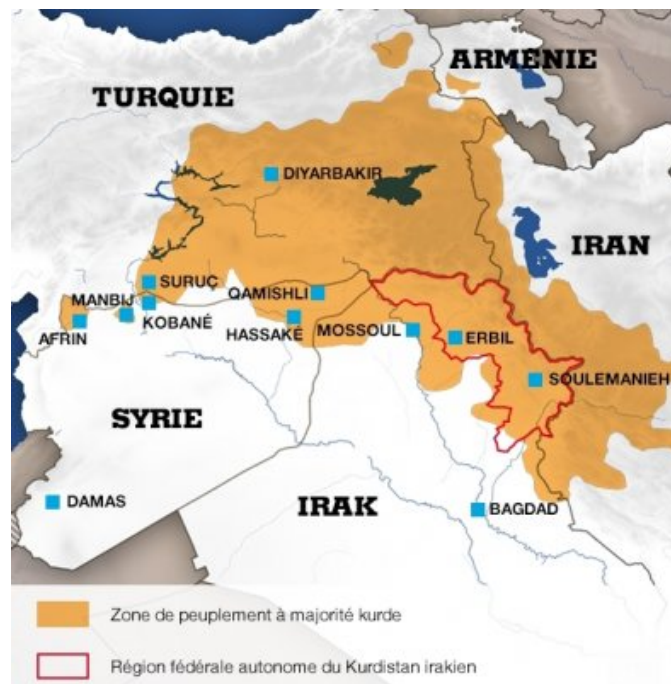 ARMÉNIE
TURQUIE
DIYARBAKIR
IRAN
SURUÇ
MANBIJ
QAMISHLI
KOBANÉ
AFRIN
HASSAKÉ
MOSSOUL
ERBIL
SOULEMANIEH
SYRIE
DAMAS
IRAK
BAGDAD
Zone de peuplement à majorité kurde
Région fédérale autonome du Kurdistan irakien